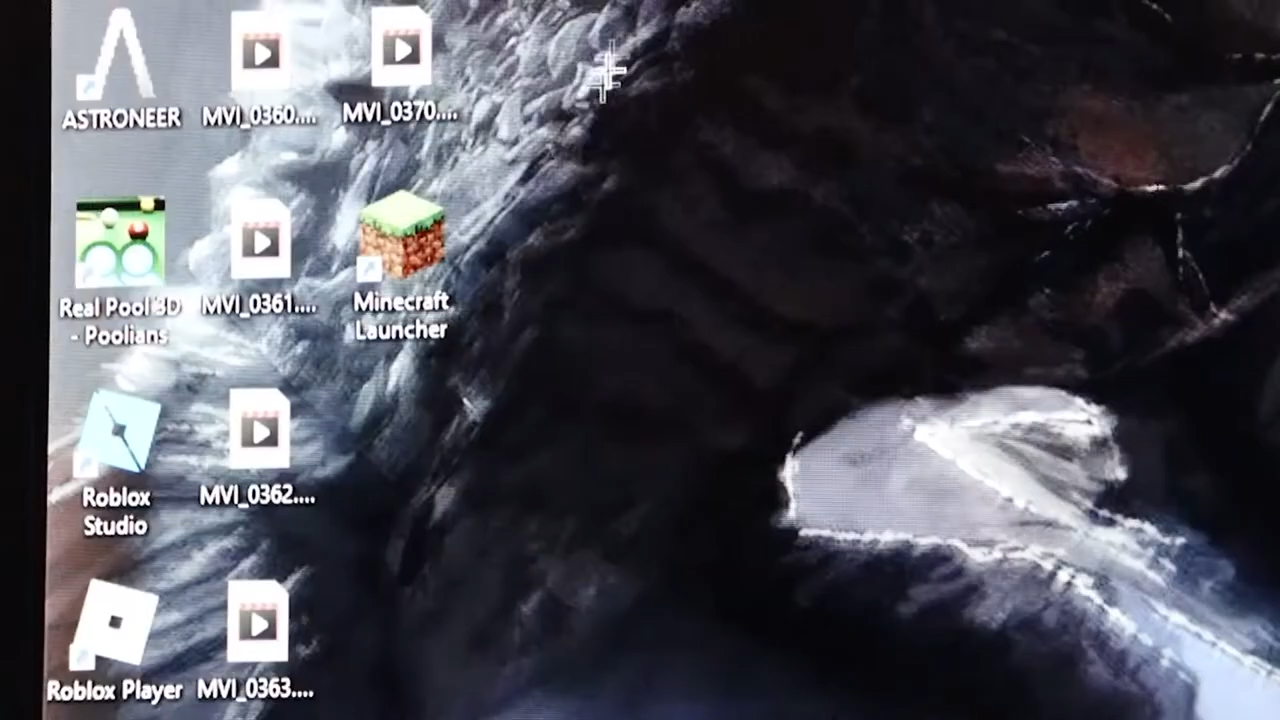 ASTRONEER
MVI_0360....
MVI_0370....
Real Pool 3D
- Poolians
MVI_0361....
Minecraft
Launcher
Roblox
Studio
MVI_0362....
Roblox Player
MVI_0363....